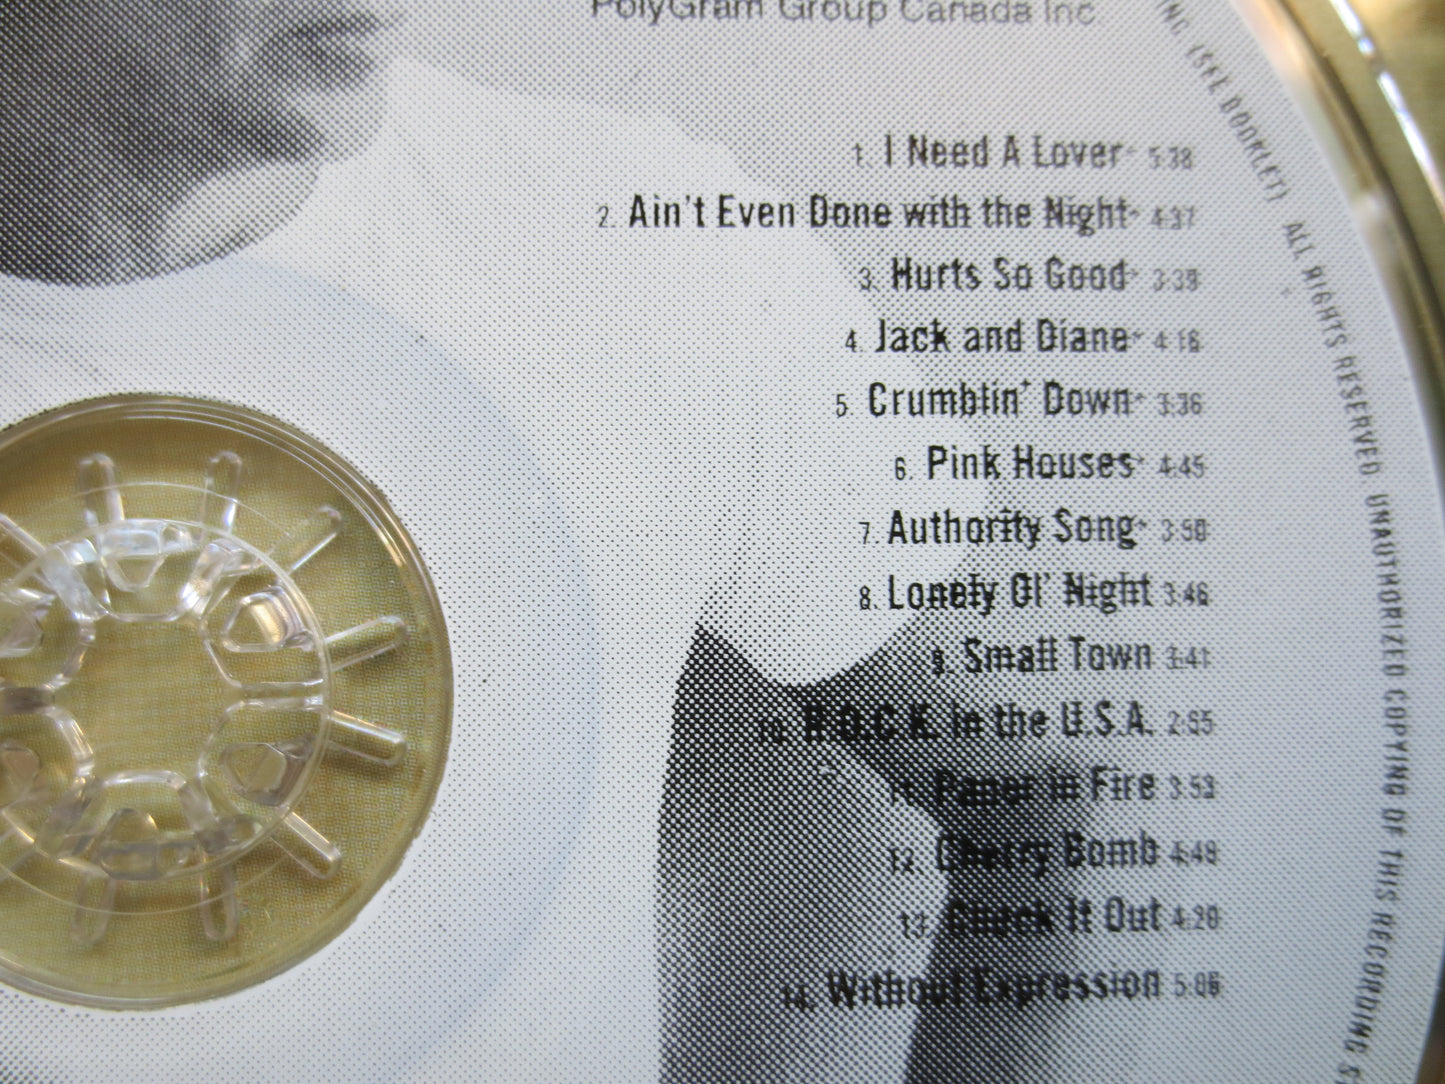 PolyGram Group Canada Inc
1. I Need A Lover* 5:38
2. Ain't Even Done with the Night* 4:37
3. Hurts So Good* 3:39
4. Jack and Diane* 4:16
5. Crumblin' Down* 3:36
6. Pink Houses* 4:45
7. Authority Song* 3:50
8. Lonely Ol' Night 3:46
9. Small Town 3:41
10. R.O.C.K. in the U.S.A. 2:55
11. Paper in Fire 3:53
12. Cherry Bomb 4:48
13. Check It Out 4:20
14. Without Expression 5:06
(SEE BOOKLET) ALL RIGHTS RESERVED UNAUTHORIZED COPYING OF THIS RECORDING